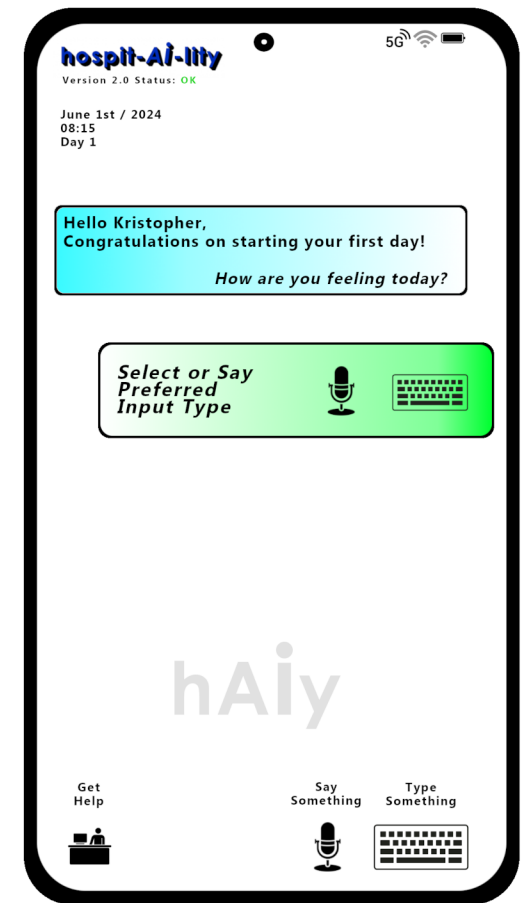 hospit-Ai-lity
5G
Version 2.0 Status: OK
June 1st / 2024
08:15
Day 1
Hello Kristopher,
Congratulations on starting your first day!
How are you feeling today?
Select or Say
Preferred
Input Type
hAiy
Get
Help
Say
Something
Type
Something